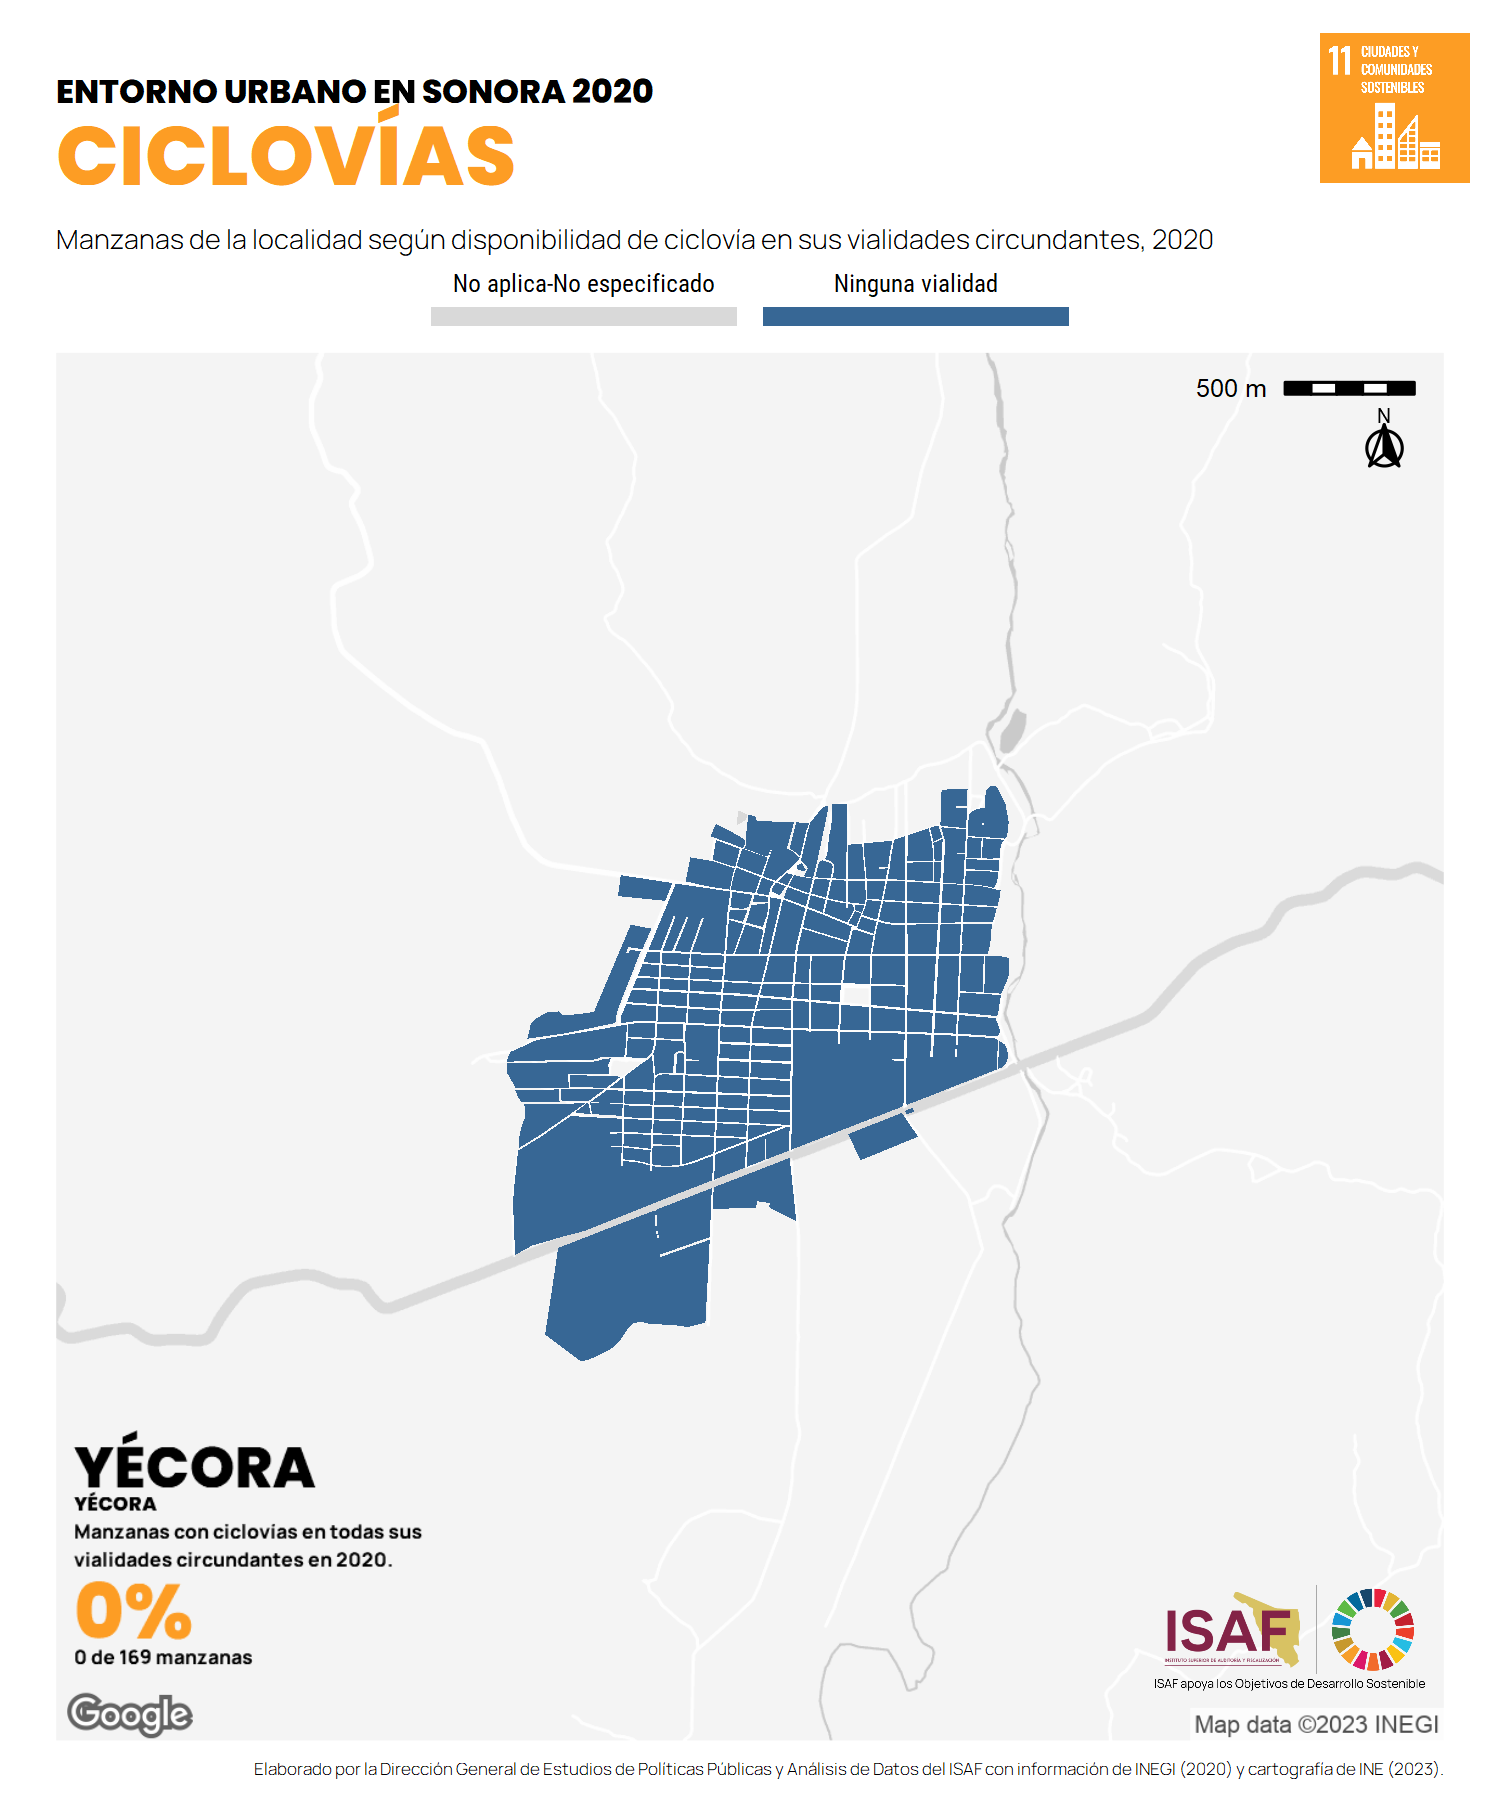 ENTORNO URBANO EN SONORA 2020
CICLOVÍAS
11 CIUDADES Y
COMUNIDADES
SOSTENIBLES
Manzanas de la localidad según disponibilidad de ciclovía en sus vialidades circundantes, 2020
No aplica-No especificado
Ninguna vialidad
500 m
N
YÉCORA
YÉCORA
Manzanas con ciclovias en todas sus
vialidades circundantes en 2020.
0%
0 de 169 manzanas
Google
ISAF
INSTITUTO SUPERIOR DE AUDITORÍA Y FISCALIZACIÓN
ISAF apoya los Objetivos de Desarrollo Sostenible
Map data ©2023 INEGI
Elaborado por la Dirección General de Estudios de Políticas Públicas y Análisis de Datos del ISAF con información de INEGI (2020) y cartografía de INE (2023).